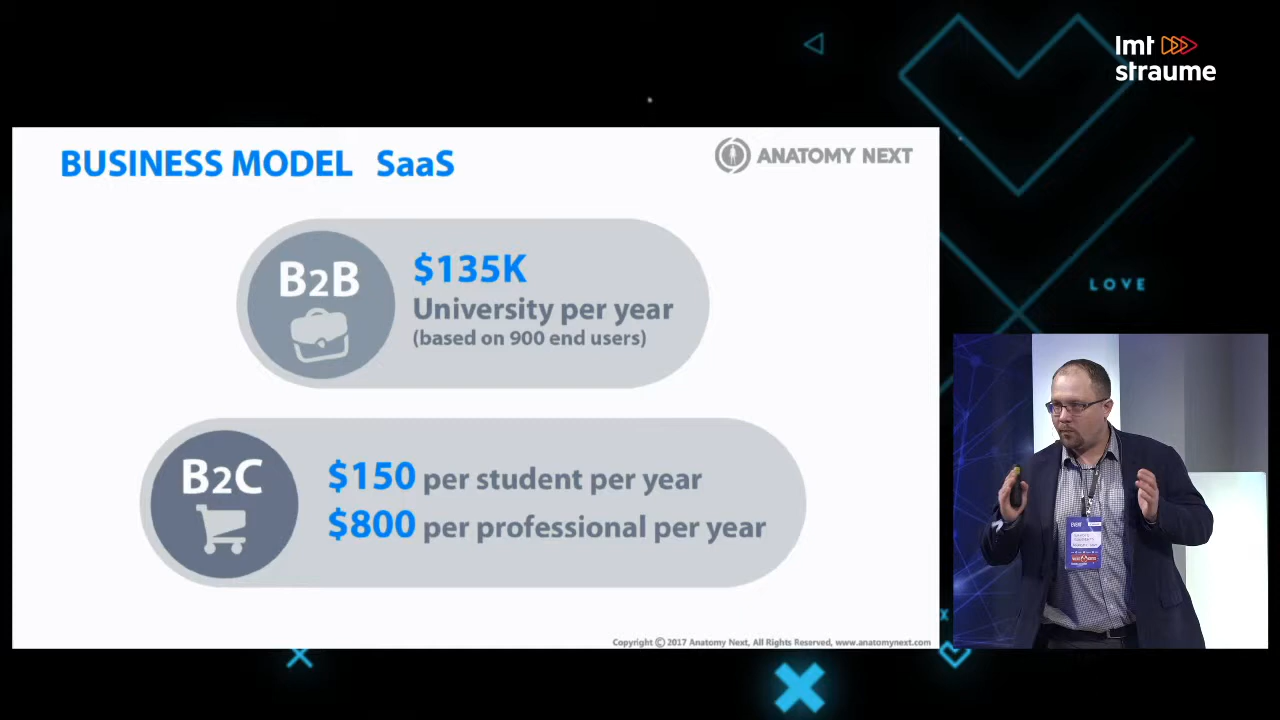 lmt
straume
BUSINESS MODEL SaaS
ANATOMY NEXT
B2B
$135K
University per year
(based on 900 end users)
B2C
$150 per student per year
$800 per professional per year
LOVE
EVENT
Copyright © 2017 Anatomy Next, All Rights Reserved, www.anatomynext.com